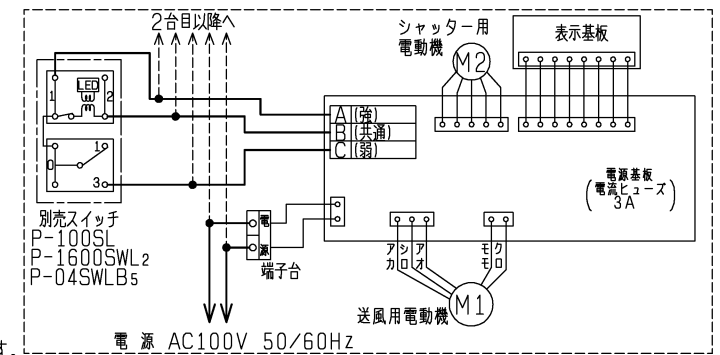 2台目以降へ
シャッター用
電動機
M2
表示基板
LED
1
2
A (強)
B (共通)
C (弱)
0
1
3
電源基板
(電流ヒューズ)
3A
別売スイッチ
P-100SL
P-1600SWL2
P-04SWLB5
電
源
端子台
アカ
シロ
アオ
モモ
クロ
送風用電動機
M1
電源 AC100V 50/60Hz
す。